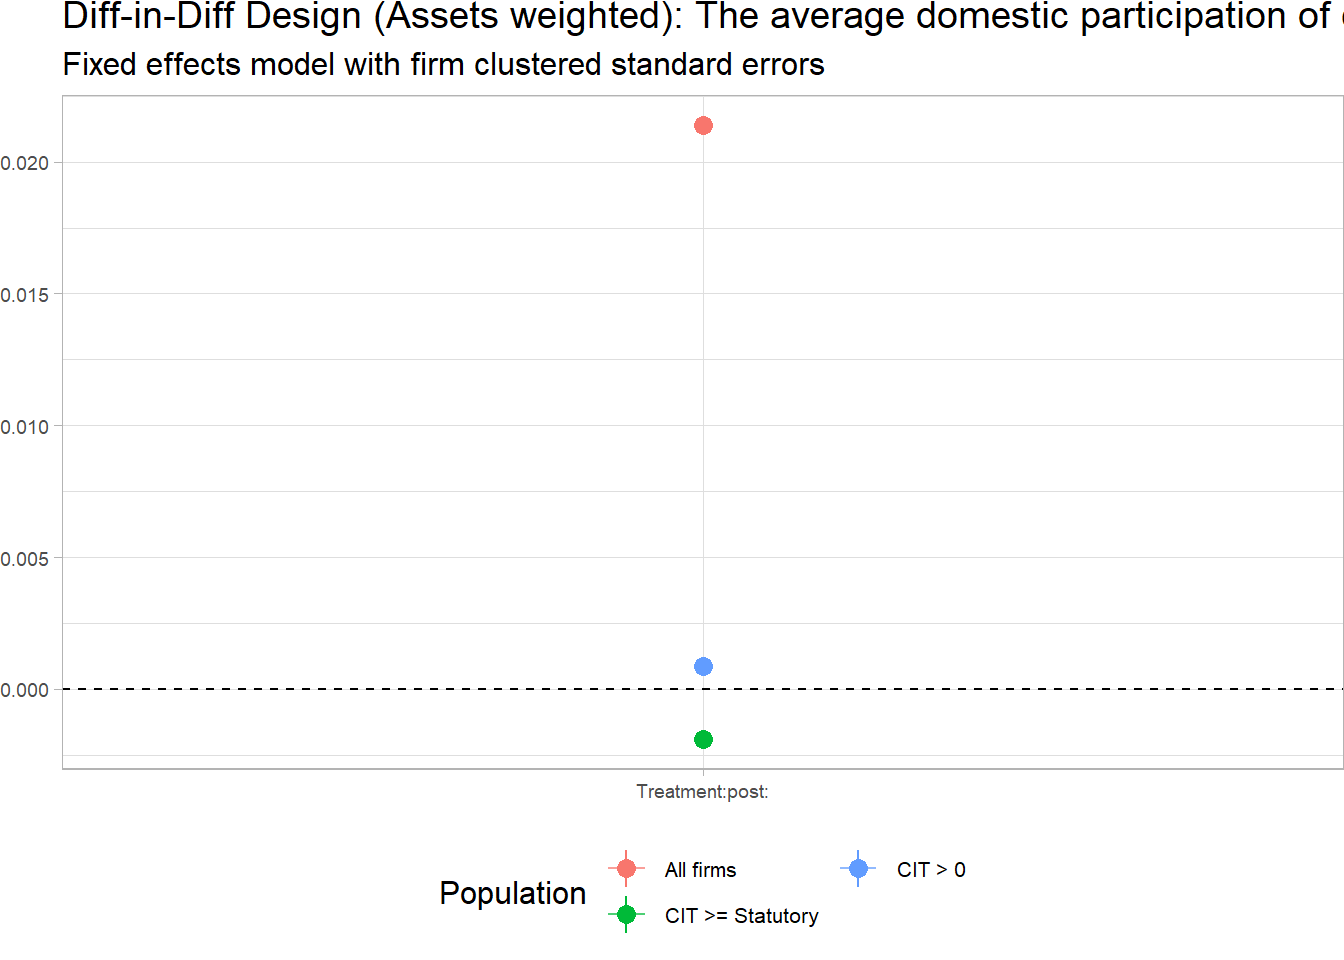 Diff-in-Diff Design (Assets weighted): The average domestic participation of
Fixed effects model with firm clustered standard errors
0.020
0.015
0.010
0.005
0.000
Treatment:post:
Population
All firms
CIT > 0
CIT >= Statutory